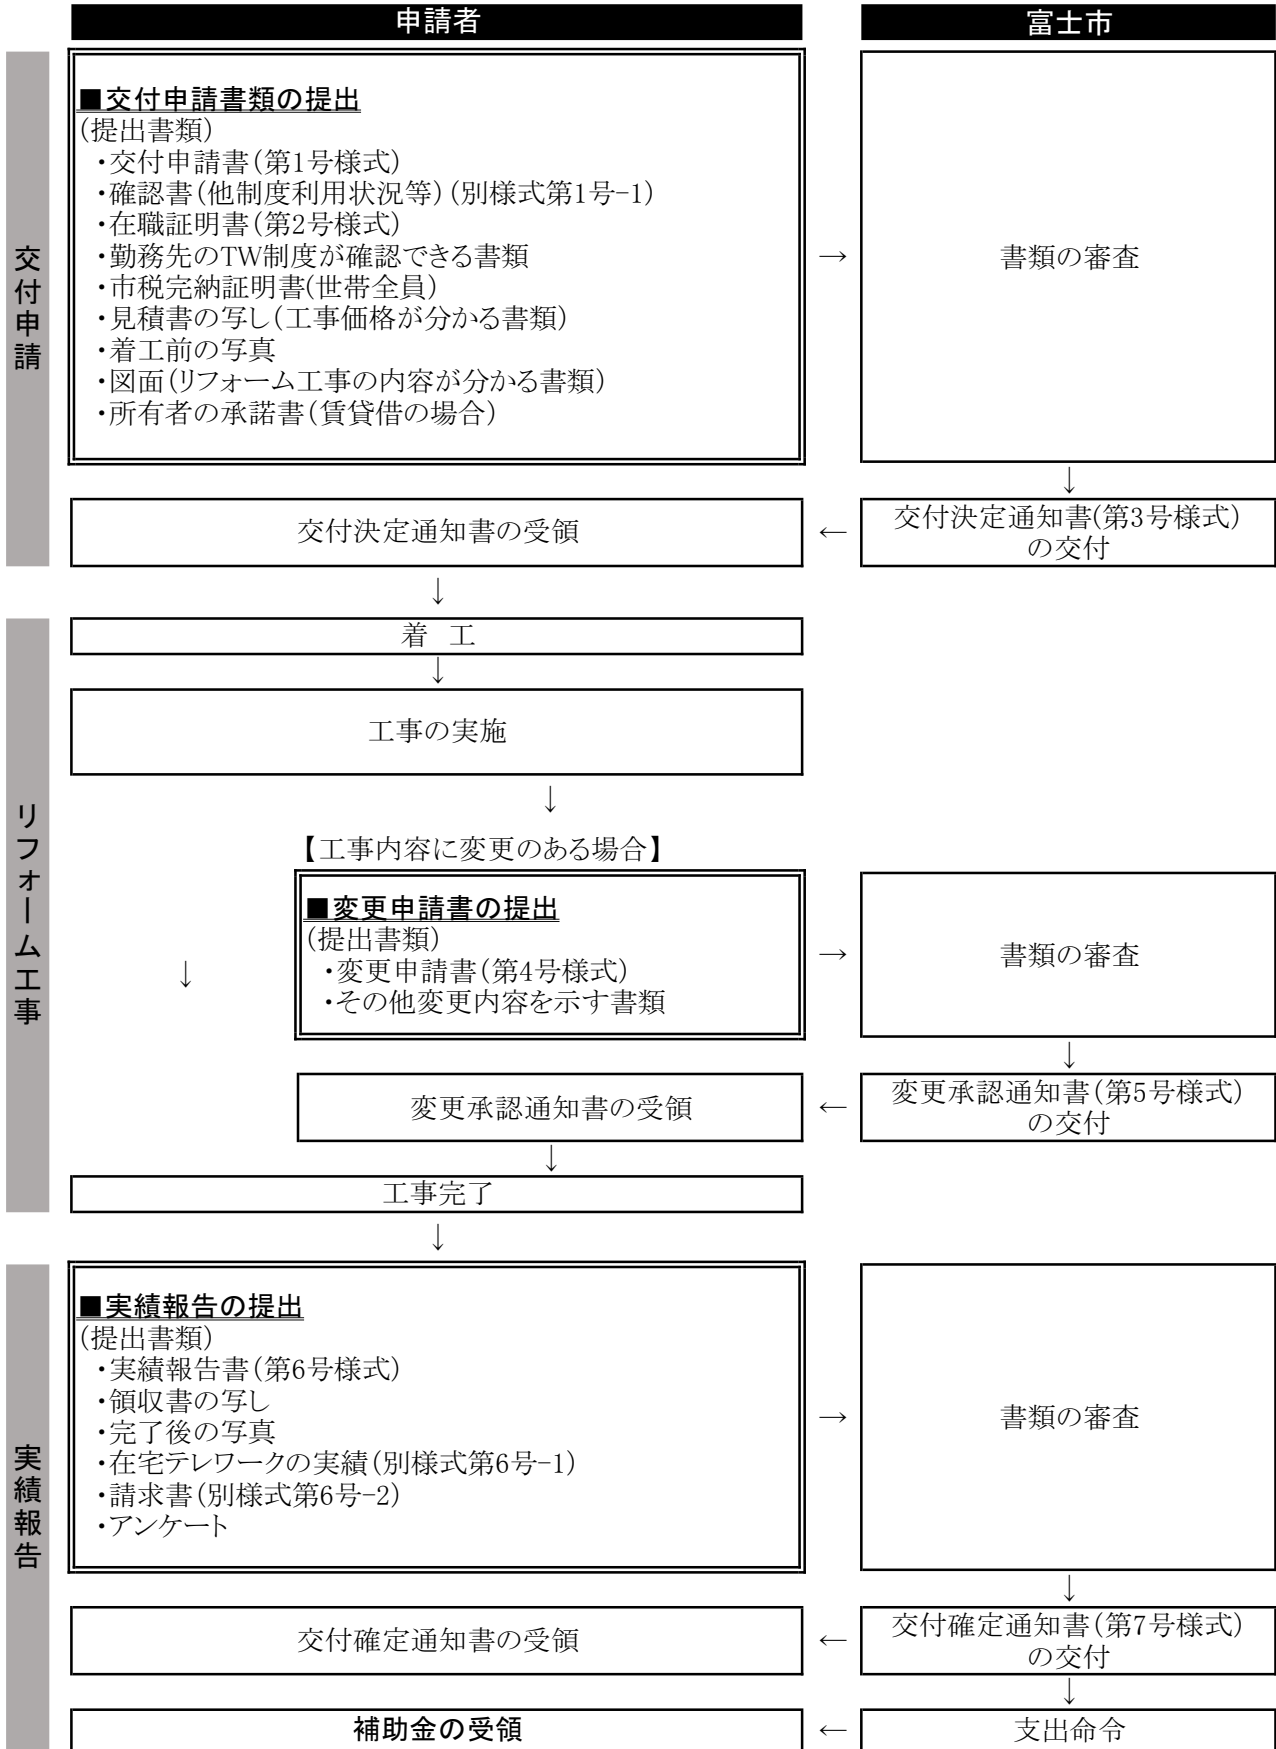 申請者
富士市
交付申請
■交付申請書類の提出
(提出書類)
・交付申請書(第1号様式)
・確認書(他制度利用状況等)(別様式第1号-1)
・在職証明書(第2号様式)
・勤務先のTW制度が確認できる書類
・市税完納証明書(世帯全員)
・見積書の写し(工事価格が分かる書類)
・着工前の写真
・図面(リフォーム工事の内容が分かる書類)
・所有者の承諾書(賃貸借の場合)
→
書類の審査
↓
交付決定通知書の受領
←
交付決定通知書(第3号様式)
の交付
↓
リフォーム工事
着 工
↓
工事の実施
↓
【工事内容に変更のある場合】
↓
■変更申請書の提出
(提出書類)
・変更申請書(第4号様式)
・その他変更内容を示す書類
→
書類の審査
↓
変更承認通知書の受領
←
変更承認通知書(第5号様式)
の交付
↓
工事完了
↓
実績報告
■実績報告の提出
(提出書類)
・実績報告書(第6号様式)
・領収書の写し
・完了後の写真
・在宅テレワークの実績(別様式第6号-1)
・請求書(別様式第6号-2)
・アンケート
→
書類の審査
↓
交付確定通知書の受領
←
交付確定通知書(第7号様式)
の交付
↓
補助金の受領
←
支出命令